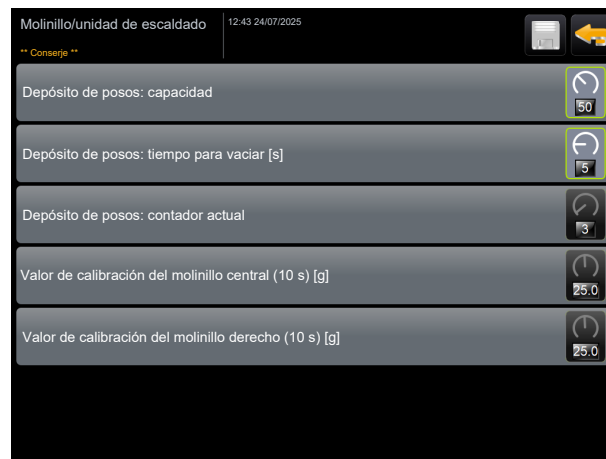 Molinillo/unidad de escaldado
12:43 24/07/2025
** Conserje **
Depósito de posos: capacidad
50
Depósito de posos: tiempo para vaciar [s]
5
Depósito de posos: contador actual
3
Valor de calibración del molinillo central (10 s) [g]
25.0
Valor de calibración del molinillo derecho (10 s) [g]
25.0